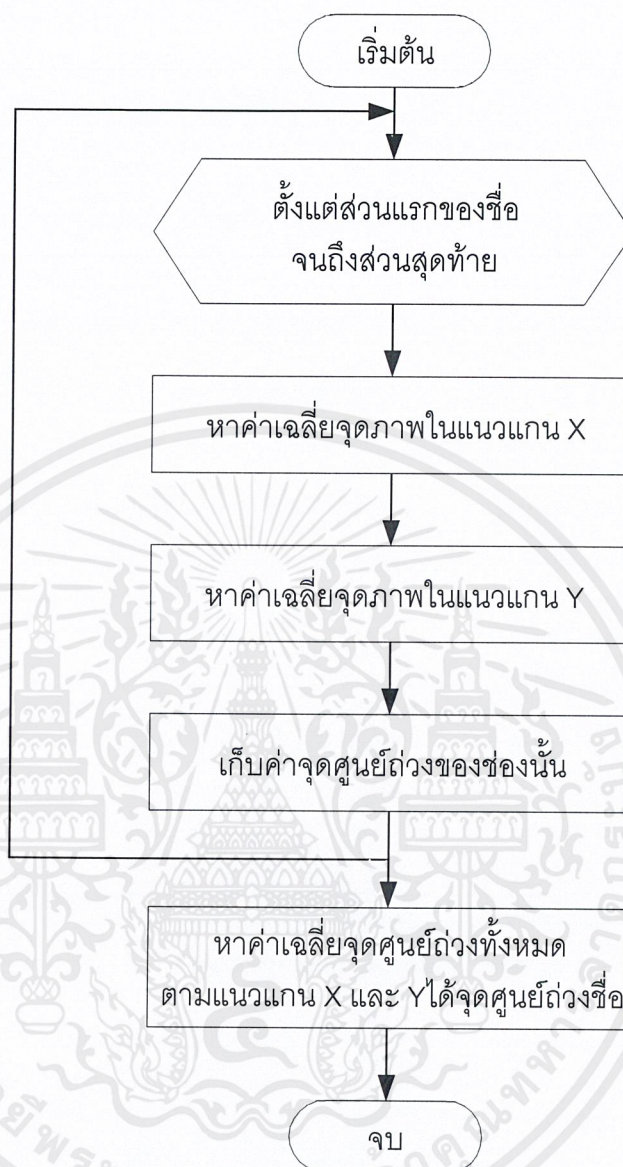 เริ่มต้น
ตั้งแต่ส่วนแรกของชื่อ
จนถึงส่วนสุดท้าย
หาค่าเฉลี่ยจุดภาพในแนวแกน X
หาค่าเฉลี่ยจุดภาพในแนวแกน Y
เก็บค่าจุดศูนย์ถ่วงของช่องนั้น
หาค่าเฉลี่ยจุดศูนย์ถ่วงทั้งหมด
ตามแนวแกน X และ Yได้จุดศูนย์ถ่วงชื่อ
จบ